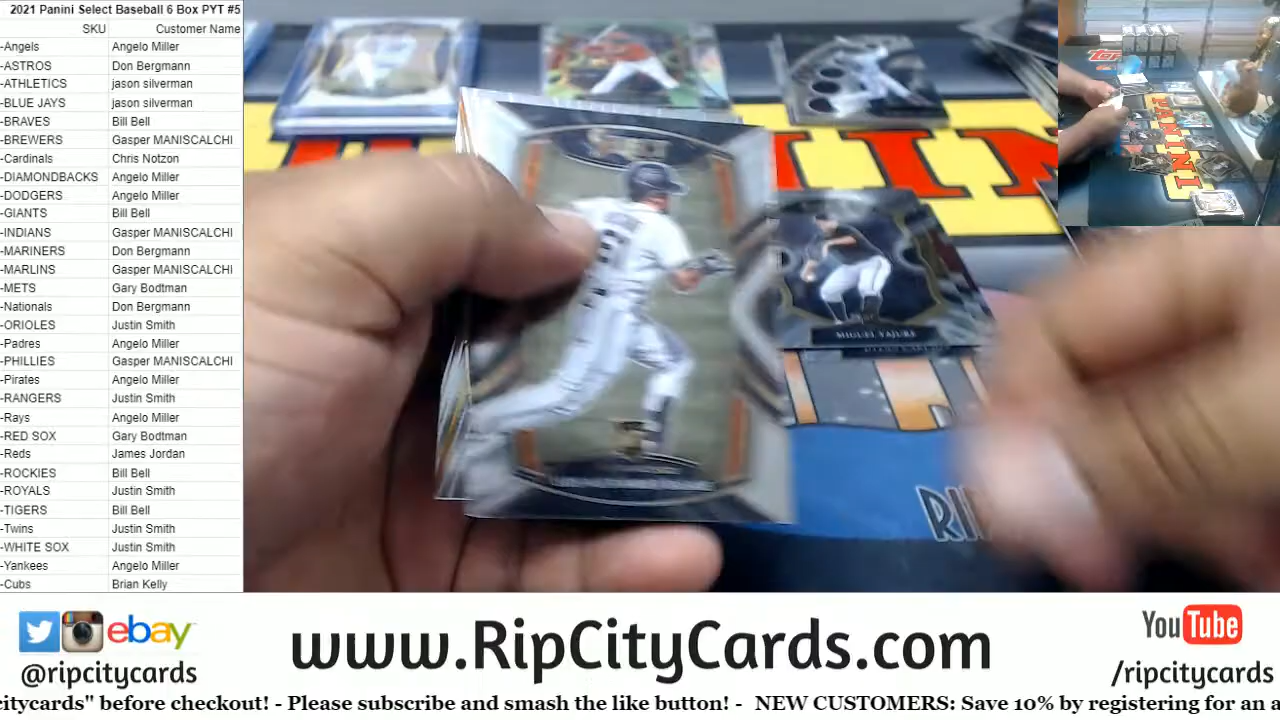 2021 Panini Select Baseball 6 Box PYT #5
SKU Customer Name
-Angels Angelo Miller
-ASTROS Don Bergmann
-ATHLETICS jason silverman
-BLUE JAYS jason silverman
-BRAVES Bill Bell
-BREWERS Gasper MANISCALCHI
-Cardinals Chris Notzon
-DIAMONDBACKS Angelo Miller
-DODGERS Angelo Miller
-GIANTS Bill Bell
-INDIANS Gasper MANISCALCHI
-MARINERS Don Bergmann
-MARLINS Gasper MANISCALCHI
-METS Gary Bodtman
-Nationals Don Bergmann
-ORIOLES Justin Smith
-Padres Angelo Miller
-PHILLIES Gasper MANISCALCHI
-Pirates Angelo Miller
-RANGERS Justin Smith
-Rays Angelo Miller
-RED SOX Gary Bodtman
-Reds James Jordan
-ROCKIES Bill Bell
-ROYALS Justin Smith
-TIGERS Bill Bell
-Twins Justin Smith
-WHITE SOX Justin Smith
-Yankees Angelo Miller
-Cubs Brian Kelly
topps
PANINI
MIGUEL YAJURE
ebay
@ripcitycards
www.RipCityCards.com
YouTube
/ripcitycards
citycards" before checkout! - Please subscribe and smash the like button! - NEW CUSTOMERS: Save 10% by registering for an a